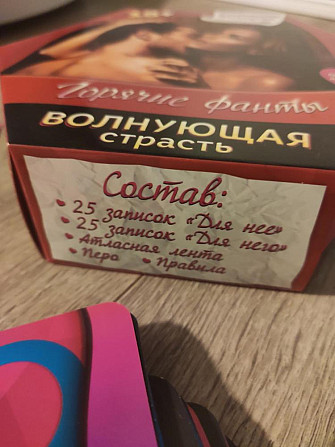 Горячие фанты
ВОЛНУЮЩАЯ
СТРАСТЬ
Состав:
• 25 записок «Для нее»
• 25 записок «Для него»
• Атласная лента
• Перо • Правила